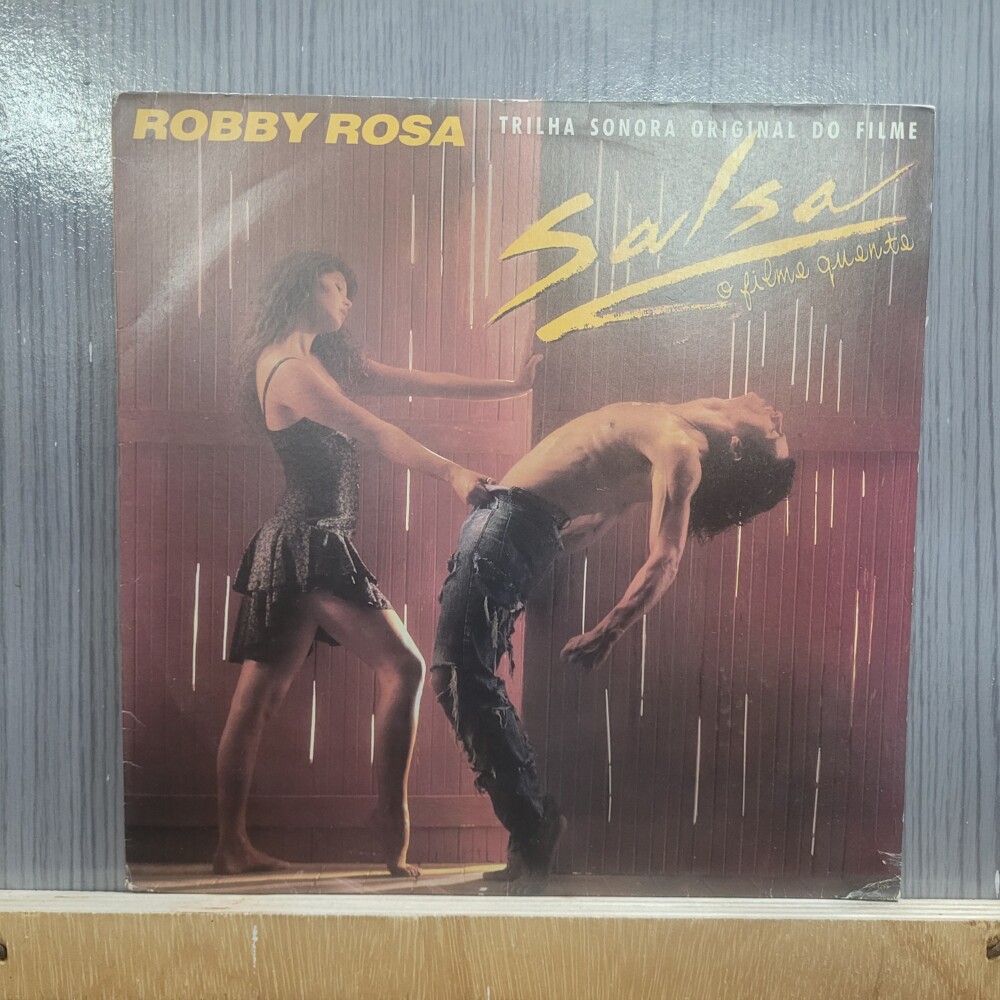 ROBBY ROSA
TRILHA SONORA ORIGINAL DO FILME
Salsa
o filme quente